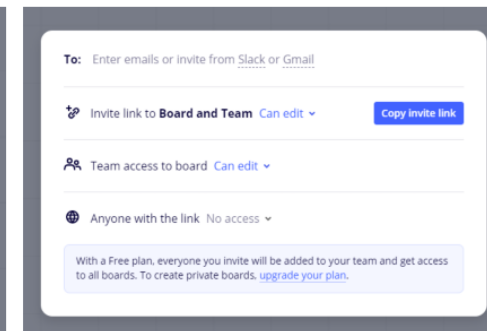 To: Enter emails or invite from Slack or Gmail
Invite link to Board and Team Can edit Copy invite link
Team access to board Can edit
Anyone with the link No access
With a Free plan, everyone you invite will be added to your team and get access
to all boards. To create private boards, upgrade your plan.